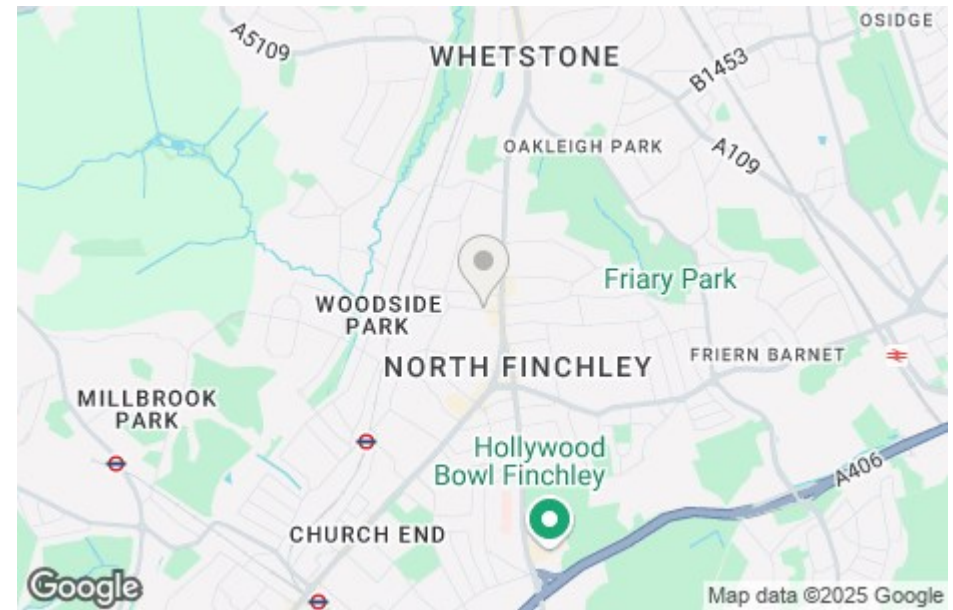 OSIDGE
A5109
WHETSTONE
B1453
OAKLEIGH PARK
A109
Friary Park
WOODSIDE
PARK
NORTH FINCHLEY
FRIERN BARNET
MILLBROOK
PARK
Hollywood
Bowl Finchley
A406
CHURCH END
Google
Map data ©2025 Google